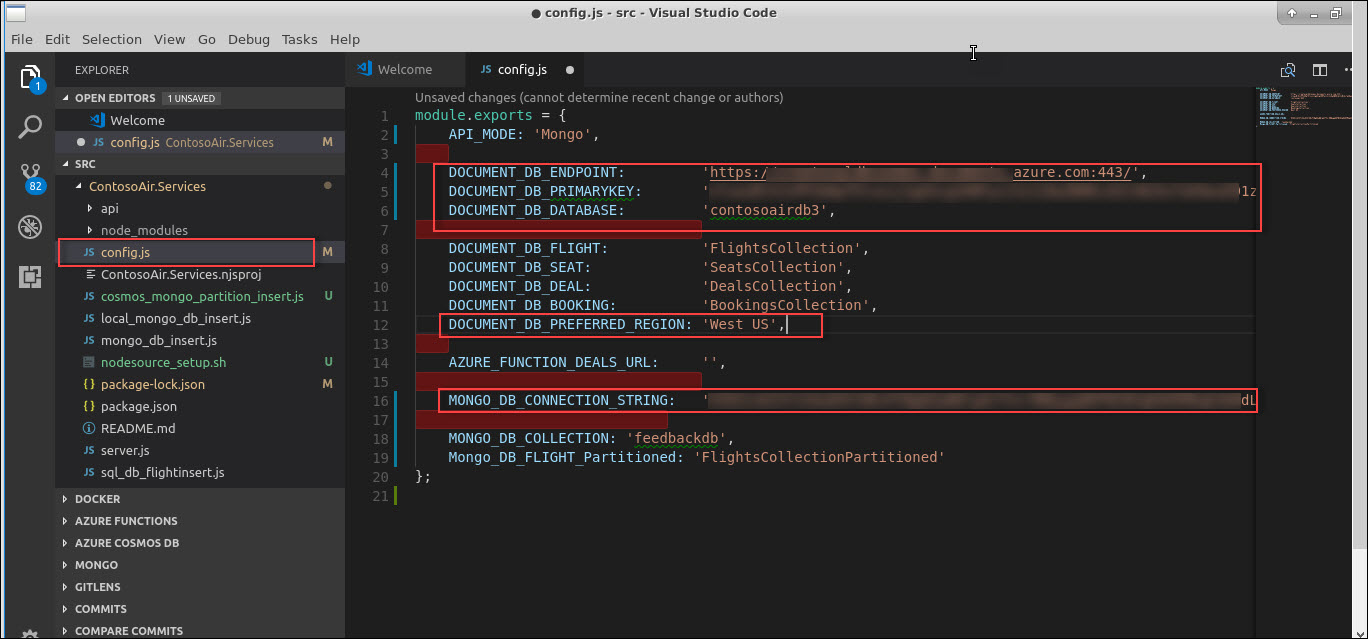 config.js - src - Visual Studio Code
File Edit Selection View Go Debug Tasks Help
1
82
EXPLORER
OPEN EDITORS 1 UNSAVED
Welcome
config.js ContosoAir.Services M
SRC
ContosoAir.Services
api
node_modules
JS config.js M
ContosoAir.Services.njsproj
JS cosmos_mongo_partition_insert.js U
JS local_mongo_db_insert.js
JS mongo_db_insert.js
nodesource_setup.sh U
{} package-lock.json M
{} package.json
README.md
JS server.js
JS sql_db_flightinsert.js
DOCKER
AZURE FUNCTIONS
AZURE COSMOS DB
MONGO
GITLENS
COMMITS
COMPARE COMMITS
Welcome JS config.js
Unsaved changes (cannot determine recent change or authors)
1 module.exports = {
2 API_MODE: 'Mongo',
3
4 DOCUMENT_DB_ENDPOINT: 'https:/ azure.com:443/',
5 DOCUMENT_DB_PRIMARYKEY: ' 1z
6 DOCUMENT_DB_DATABASE: 'contosoairdb3',
7
8 DOCUMENT_DB_FLIGHT: 'FlightsCollection',
9 DOCUMENT_DB_SEAT: 'SeatsCollection',
10 DOCUMENT_DB_DEAL: 'DealsCollection',
11 DOCUMENT_DB_BOOKING: 'BookingsCollection',
12 DOCUMENT_DB_PREFERRED_REGION: 'West US',
13
14 AZURE_FUNCTION_DEALS_URL: '',
15
16 MONGO_DB_CONNECTION_STRING: ' dL
17
18 MONGO_DB_COLLECTION: 'feedbackdb',
19 Mongo_DB_FLIGHT_Partitioned: 'FlightsCollectionPartitioned'
20 };
21